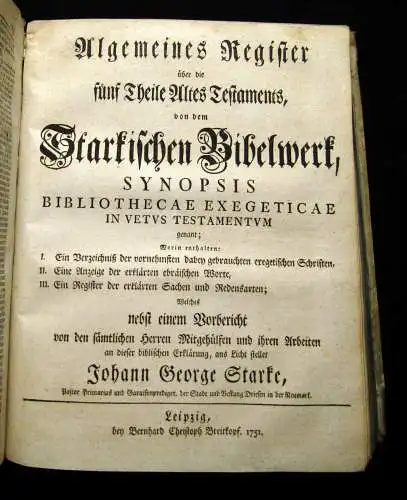 Algemeines Register
über die
fünf Theile Altes Testaments,
von dem
Starkischen Bibelwerk,
SYNOPSIS
BIBLIOTHECAE EXEGETICAE
IN VETVS TESTAMENTVM
genant;
Worin enthalten:
I. Ein Verzeichniß der vornehmsten dabey gebrauchten exegetischen Schriften,
II. Eine Anzeige der erklärten ebräischen Worte,
III. Ein Register der erklärten Sachen und Redensarten;
Welches
nebst einem Vorbericht
von den sämtlichen Herren Mitgehülfen und ihren Arbeiten
an dieser biblischen Erklärung, ans Licht stellet
Johann George Starke,
Pastor Primarius und Garnisonprediger, der Stadt und Vestung Driesen in der Neumark.
Leipzig,
bey Bernhard Christoph Breitkopf. 1751.